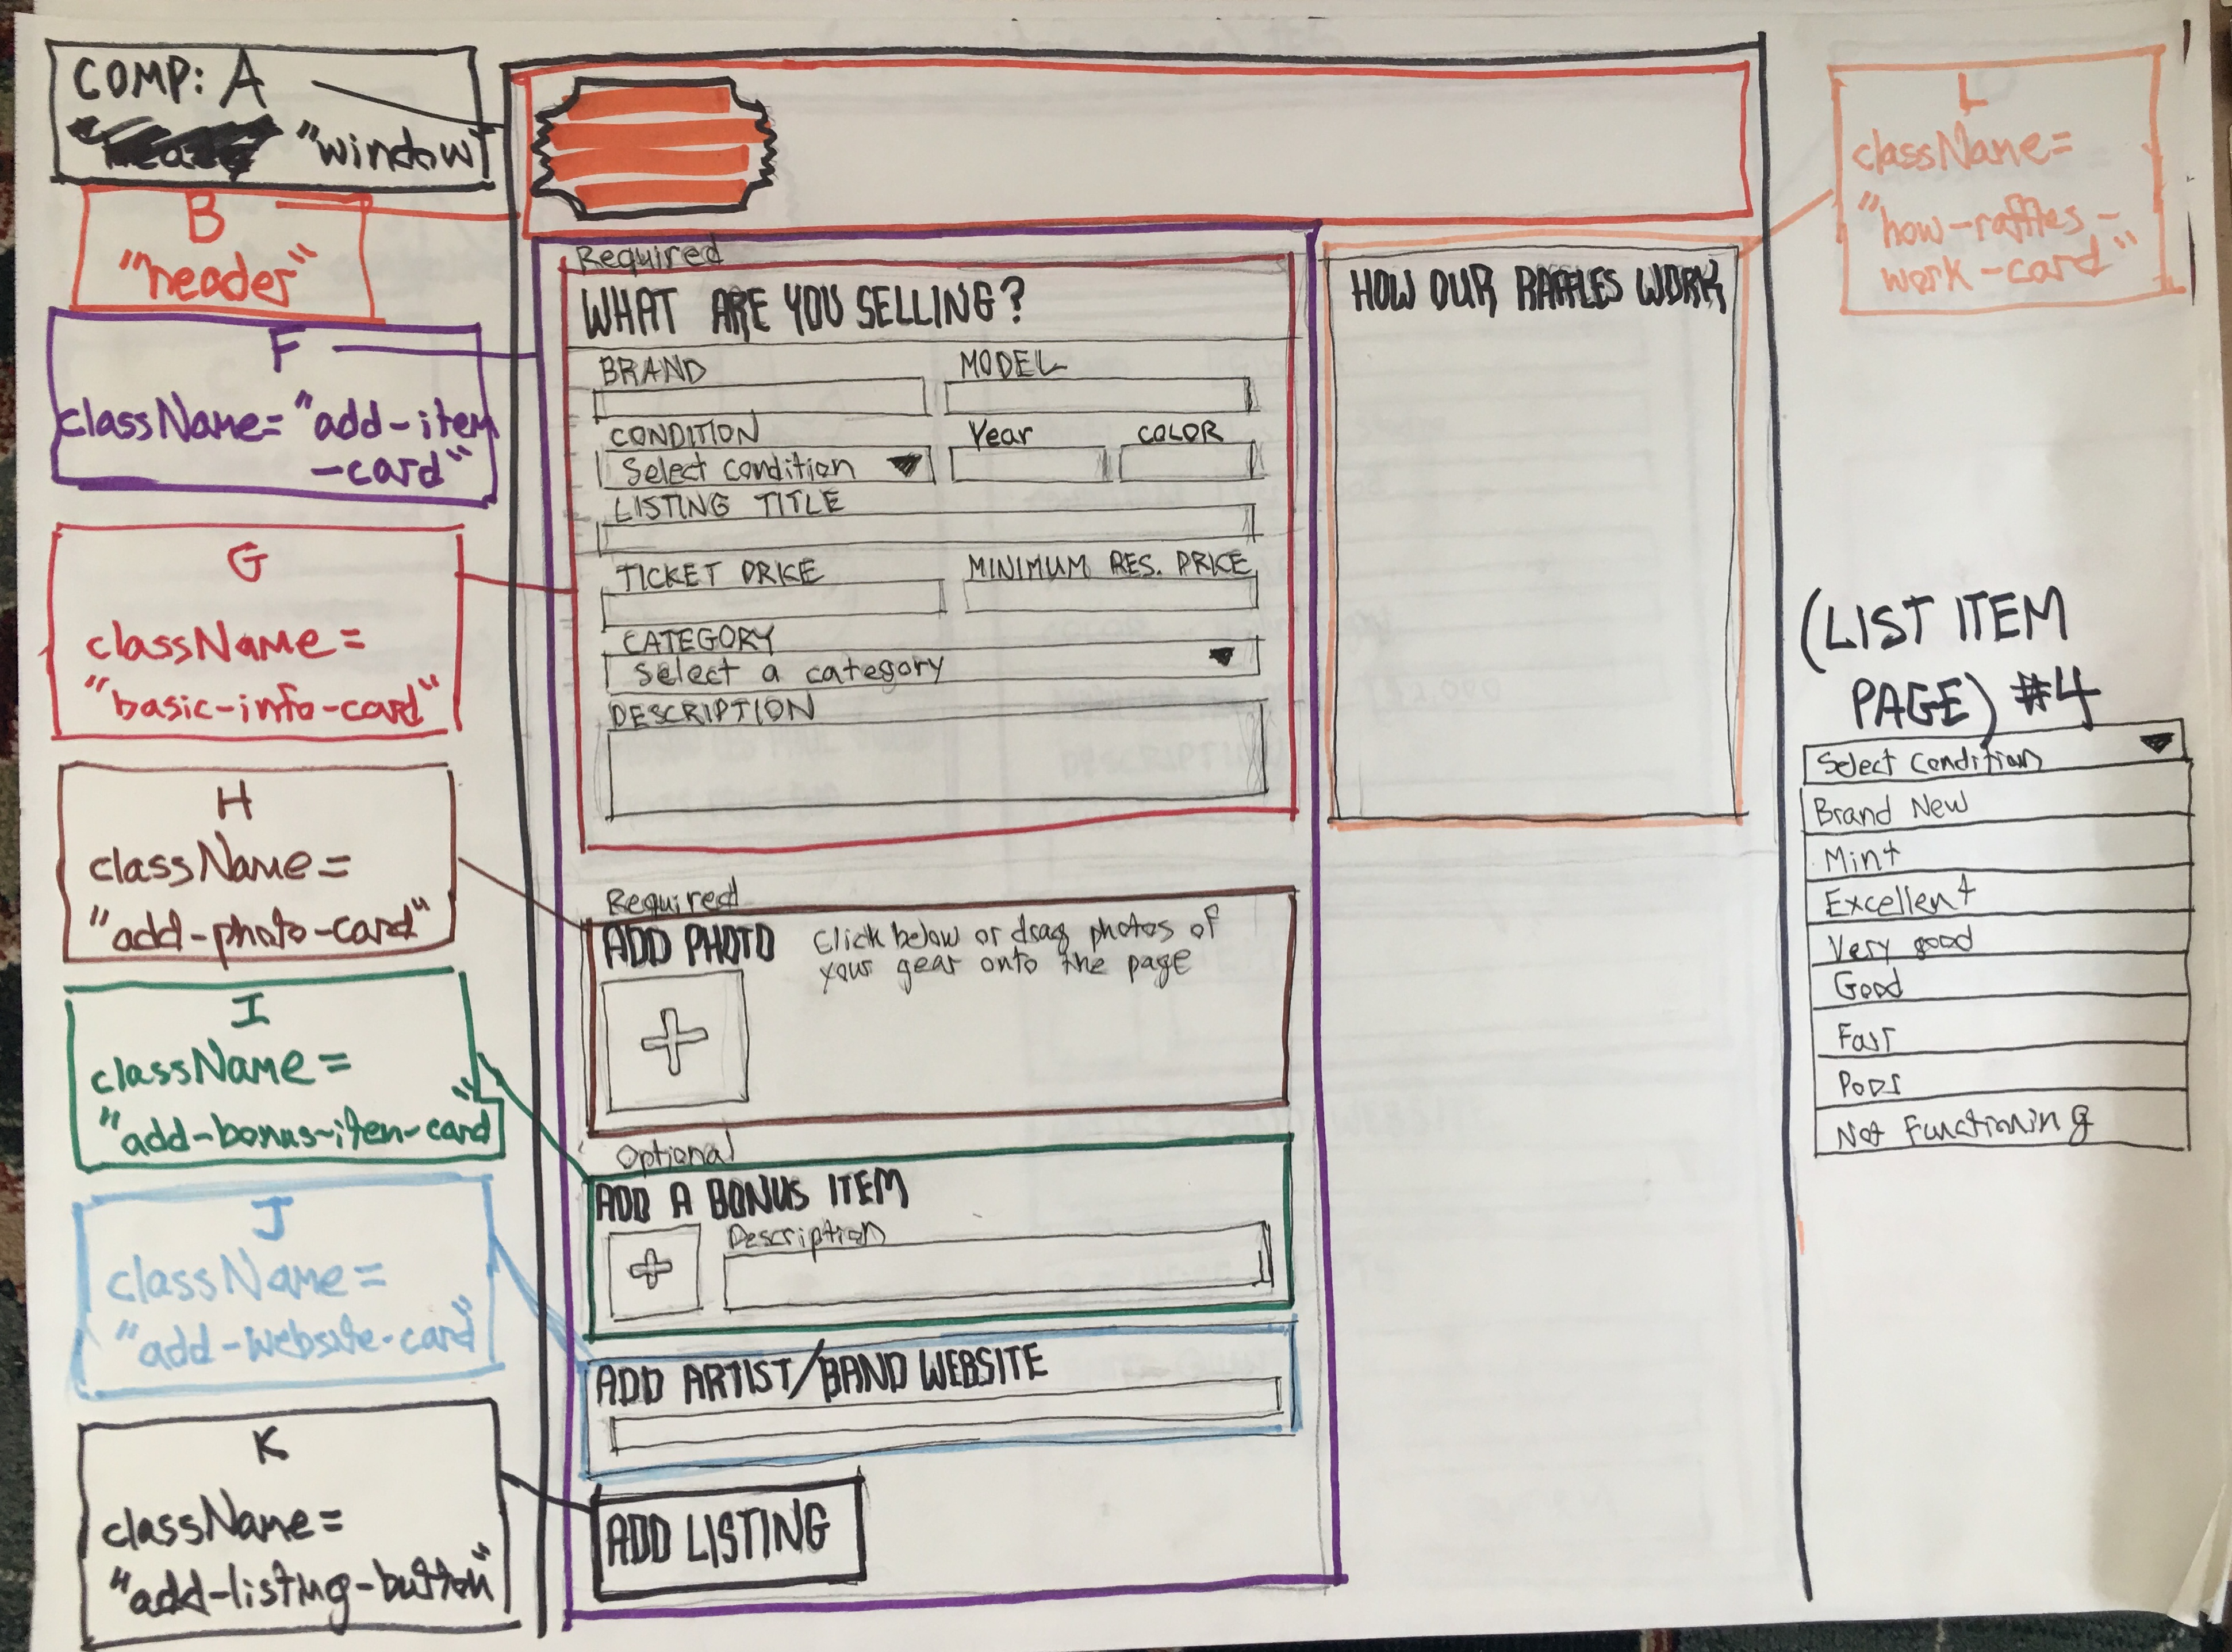 COMP: A
"window
B
"header"
F
className= "add-item
-card"
G
className=
"basic-info-card"
H
className=
"add-photo-card"
I
className=
"add-bonus-item-card"
J
className=
"add-website-card"
K
className=
"add-listing-button"
Required
WHAT ARE YOU SELLING?
BRAND MODEL
CONDITION Year COLOR
Select condition
LISTING TITLE
TICKET PRICE MINIMUM RES. PRICE
CATEGORY
Select a category
DESCRIPTION
Required
ADD PHOTO Click below or drag photos of
your gear onto the page
Optional
ADD A BONUS ITEM
Description
ADD ARTIST/BAND WEBSITE
ADD LISTING
HOW OUR RAFFLES WORK
L
className=
"how-raffles-
work-card"
(LIST ITEM
PAGE) #4
Select Condition
Brand New
Mint
Excellent
Very good
Good
Fair
Poor
Not Functioning